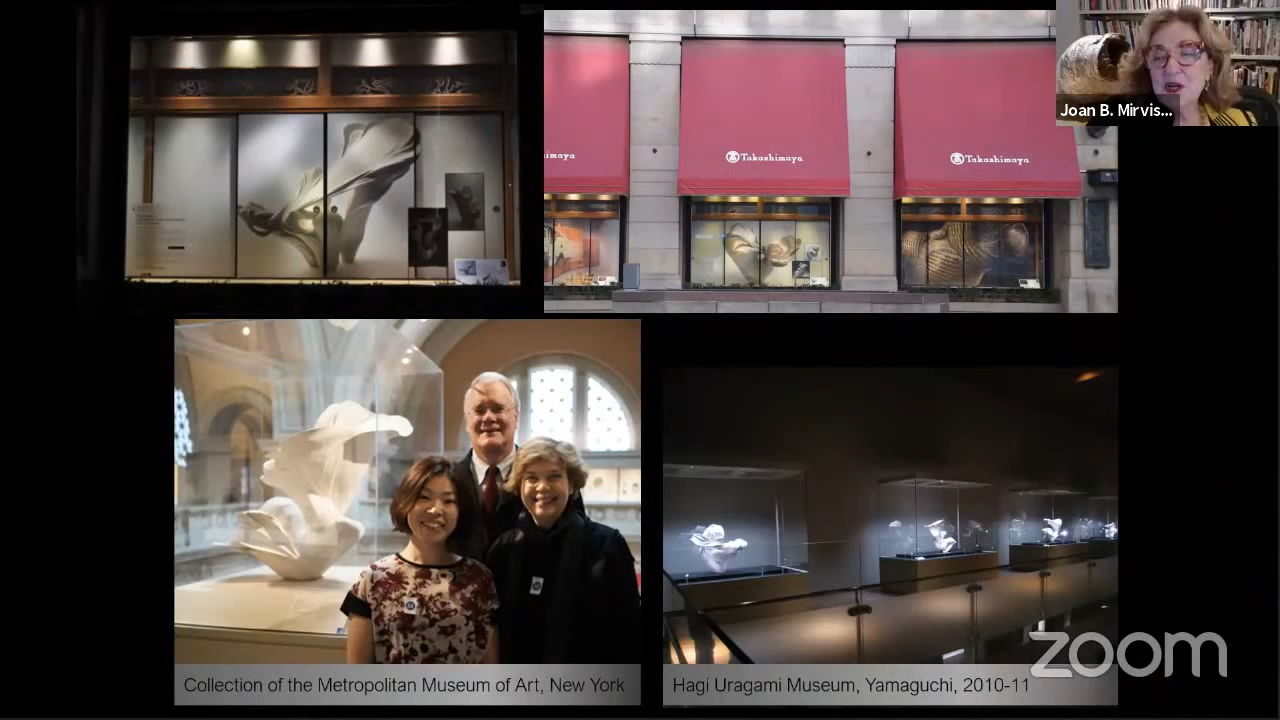 imaya
Takashimaya
Takashimaya
Joan B. Mirvis...
Collection of the Metropolitan Museum of Art, New York
Hagi Uragami Museum, Yamaguchi, 2010-11
zoom